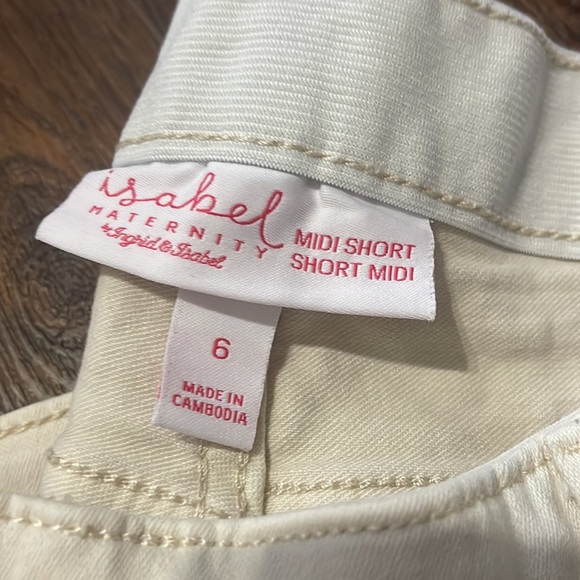 isabel
MATERNITY
by Ingrid & Isabel
MIDI SHORT
SHORT MIDI
6
MADE IN
CAMBODIA